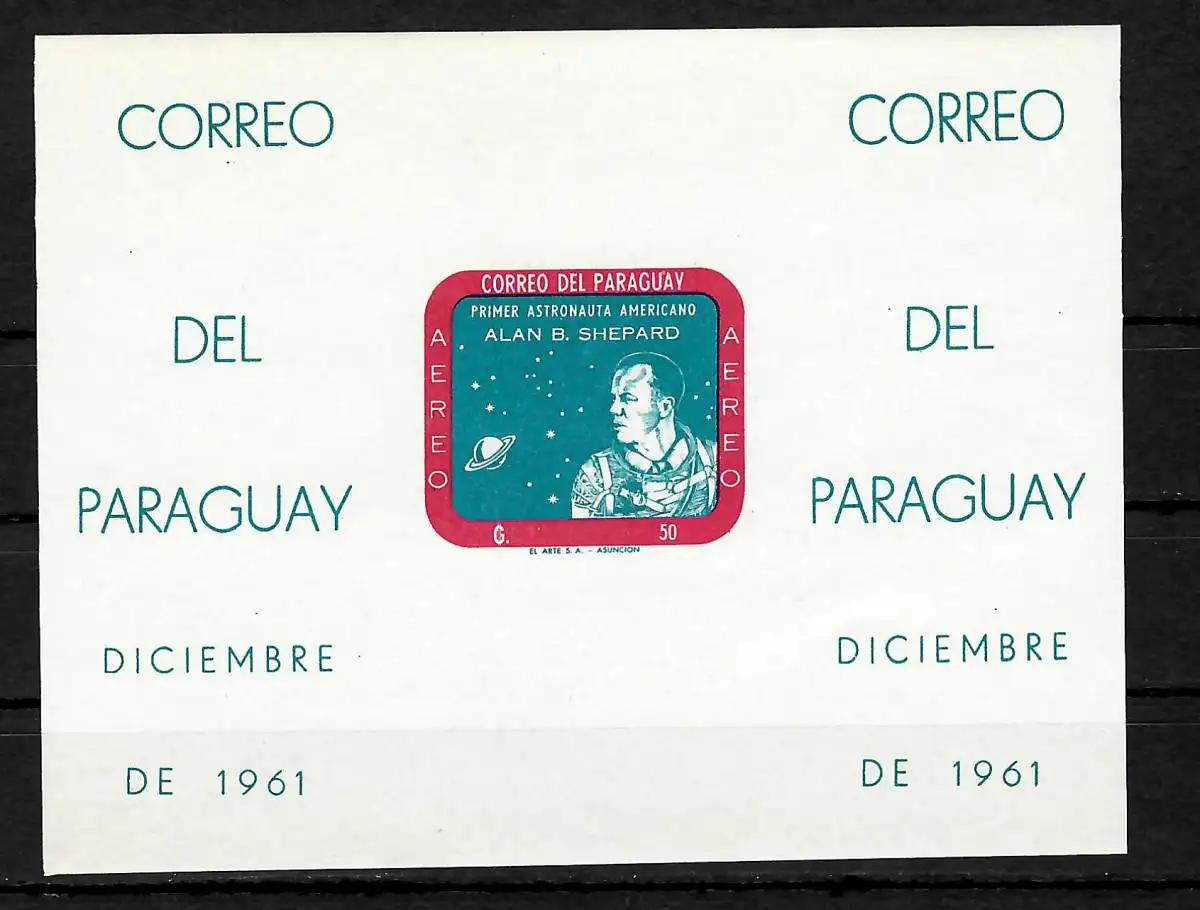 CORREO
DEL
PARAGUAY
DICIEMBRE
DE 1961
CORREO DEL PARAGUAY
PRIMER ASTRONAUTA AMERICANO
ALAN B. SHEPARD
AEREO
AEREO
₲. 50
EL ARTE S. A. - ASUNCION
CORREO
DEL
PARAGUAY
DICIEMBRE
DE 1961